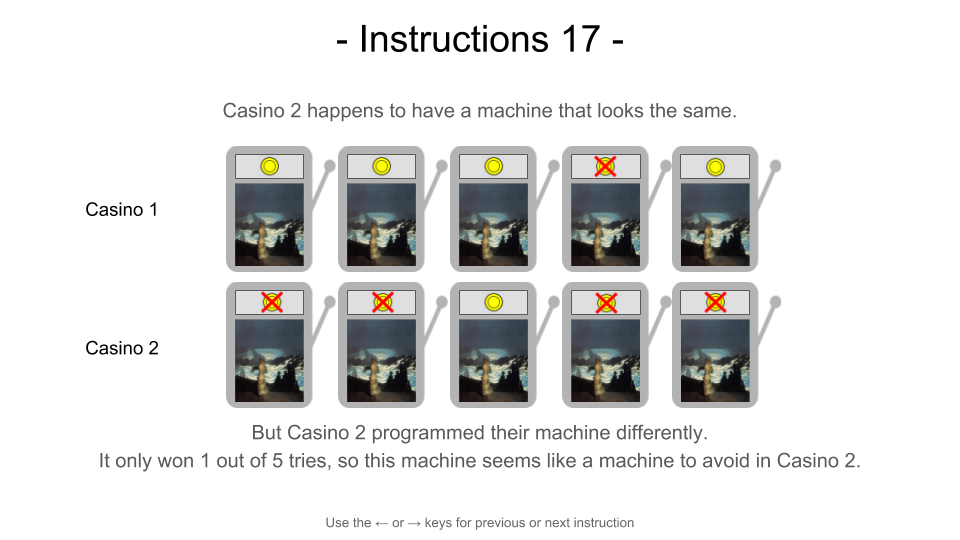 - Instructions 17 -
Casino 2 happens to have a machine that looks the same.
Casino 1
Casino 2
But Casino 2 programmed their machine differently.
It only won 1 out of 5 tries, so this machine seems like a machine to avoid in Casino 2.
Use the ← or → keys for previous or next instruction